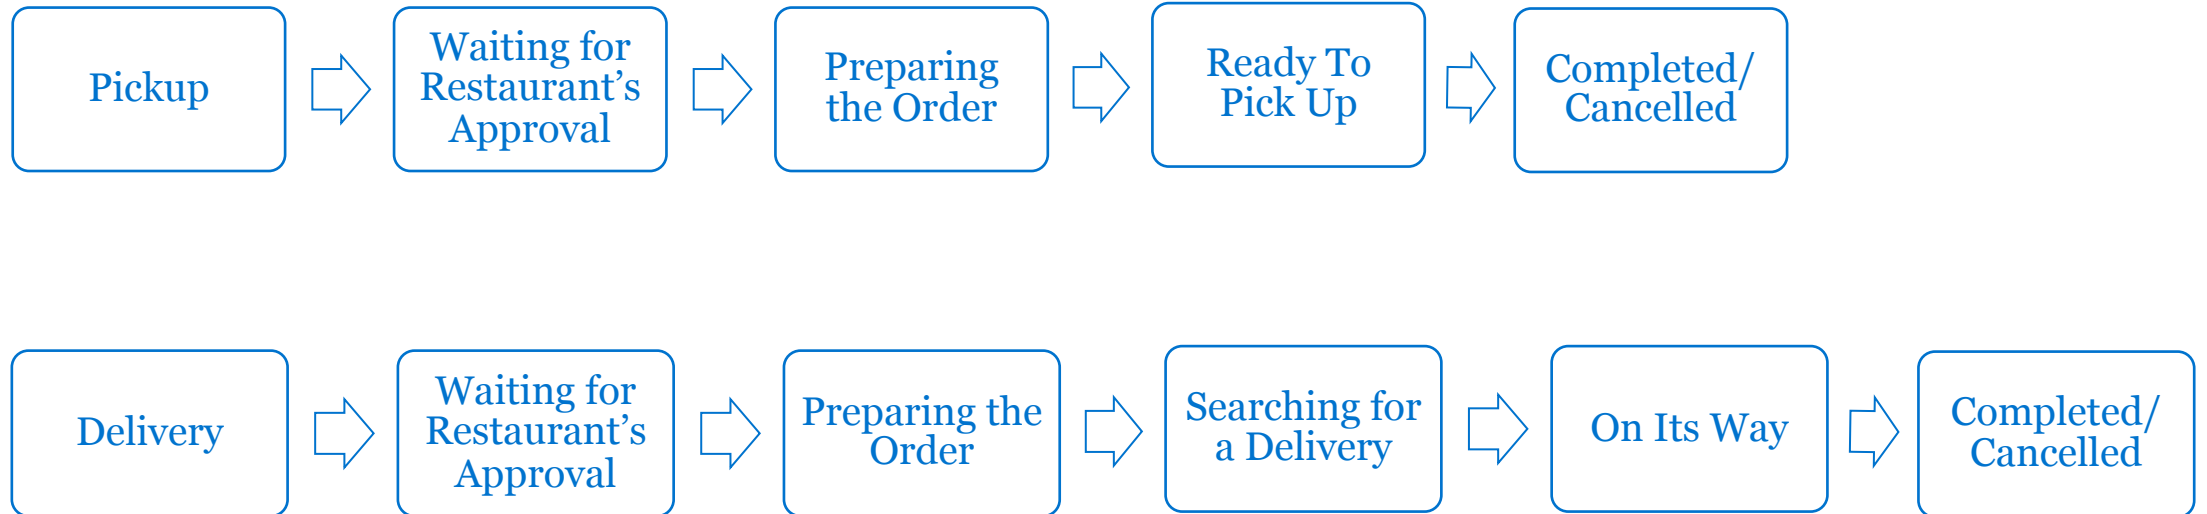 Pickup
Waiting for
Restaurant’s
Approval
Preparing
the Order
Ready To
Pick Up
Completed/
Cancelled
Delivery
Waiting for
Restaurant’s
Approval
Preparing the
Order
Searching for
a Delivery
On Its Way
Completed/
Cancelled